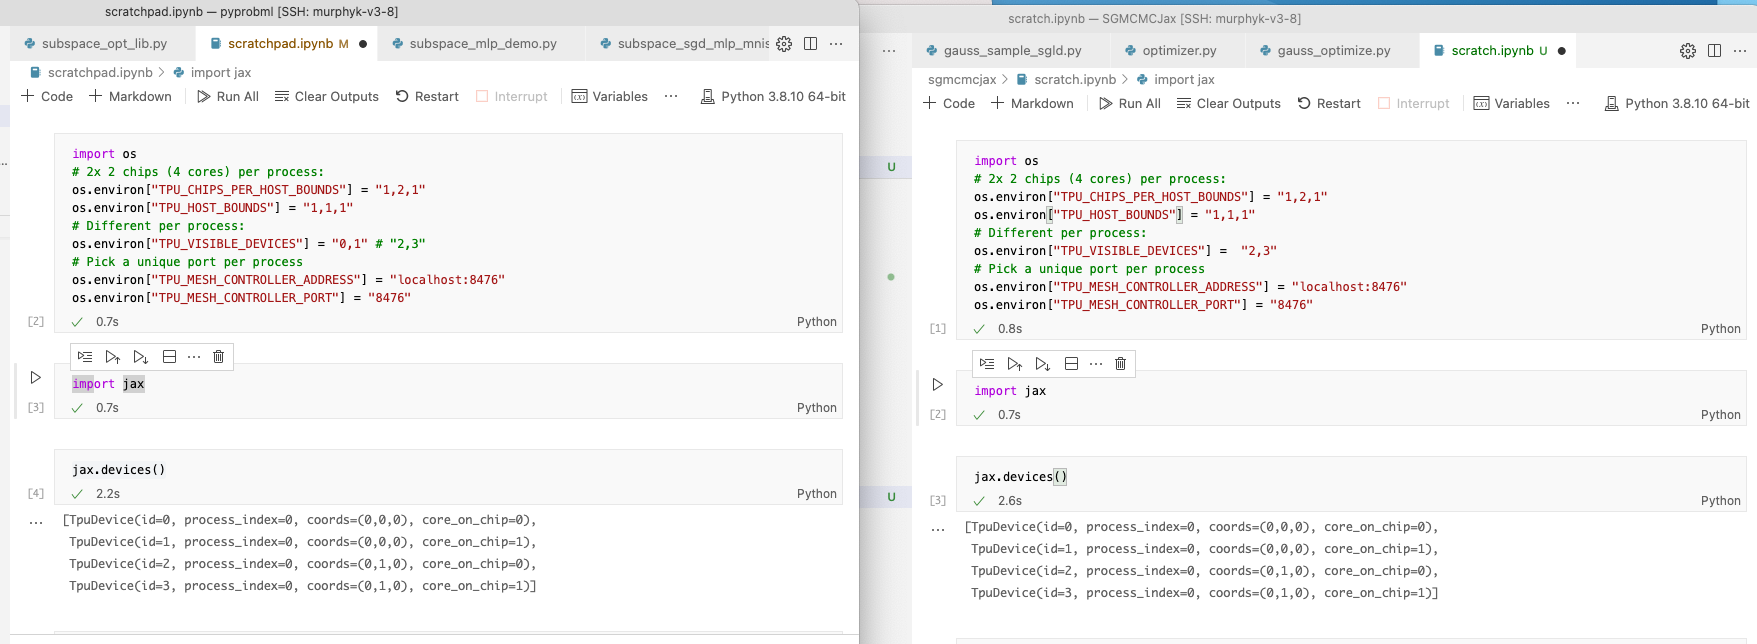 scratchpad.ipynb — pyprobml [SSH: murphyk-v3-8]
subspace_opt_lib.py
scratchpad.ipynb M
subspace_mlp_demo.py
subspace_sgd_mlp_mnis
scratchpad.ipynb > import jax
+ Code + Markdown Run All Clear Outputs Restart Interrupt Variables ... Python 3.8.10 64-bit
import os
# 2x 2 chips (4 cores) per process:
os.environ["TPU_CHIPS_PER_HOST_BOUNDS"] = "1,2,1"
os.environ["TPU_HOST_BOUNDS"] = "1,1,1"
# Different per process:
os.environ["TPU_VISIBLE_DEVICES"] = "0,1" # "2,3"
# Pick a unique port per process
os.environ["TPU_MESH_CONTROLLER_ADDRESS"] = "localhost:8476"
os.environ["TPU_MESH_CONTROLLER_PORT"] = "8476"
[2] ✓ 0.7s Python
import jax
[3] ✓ 0.7s Python
jax.devices()
[4] ✓ 2.2s Python
... [TpuDevice(id=0, process_index=0, coords=(0,0,0), core_on_chip=0),
TpuDevice(id=1, process_index=0, coords=(0,0,0), core_on_chip=1),
TpuDevice(id=2, process_index=0, coords=(0,1,0), core_on_chip=0),
TpuDevice(id=3, process_index=0, coords=(0,1,0), core_on_chip=1)]
scratch.ipynb — SGMCMCJax [SSH: murphyk-v3-8]
gauss_sample_sgld.py
optimizer.py
gauss_optimize.py
scratch.ipynb U
sgmcmcjax > scratch.ipynb > import jax
+ Code + Markdown Run All Clear Outputs Restart Interrupt Variables ... Python 3.8.10 64-bit
U
U
import os
# 2x 2 chips (4 cores) per process:
os.environ["TPU_CHIPS_PER_HOST_BOUNDS"] = "1,2,1"
os.environ["TPU_HOST_BOUNDS"] = "1,1,1"
# Different per process:
os.environ["TPU_VISIBLE_DEVICES"] =  "2,3"
# Pick a unique port per process
os.environ["TPU_MESH_CONTROLLER_ADDRESS"] = "localhost:8476"
os.environ["TPU_MESH_CONTROLLER_PORT"] = "8476"
[1] ✓ 0.8s Python
import jax
[2] ✓ 0.7s Python
jax.devices()
[3] ✓ 2.6s Python
... [TpuDevice(id=0, process_index=0, coords=(0,0,0), core_on_chip=0),
TpuDevice(id=1, process_index=0, coords=(0,0,0), core_on_chip=1),
TpuDevice(id=2, process_index=0, coords=(0,1,0), core_on_chip=0),
TpuDevice(id=3, process_index=0, coords=(0,1,0), core_on_chip=1)]